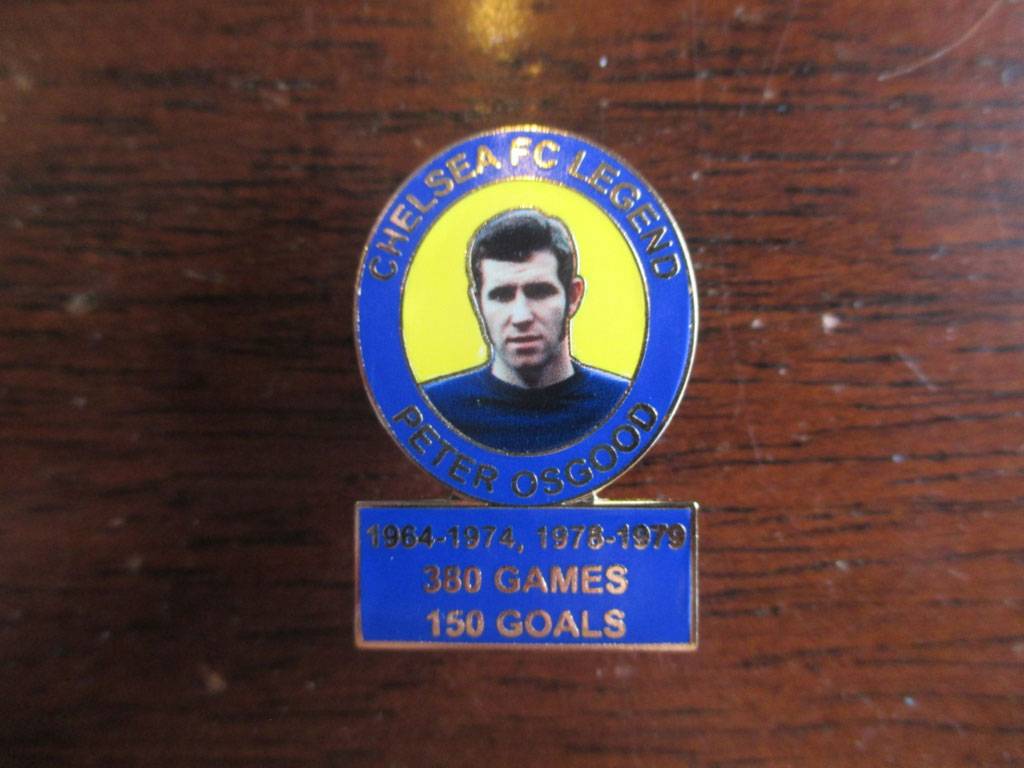 CHELSEA FC LEGEND
PETER OSGOOD
1964-1974, 1978-1979
380 GAMES
150 GOALS